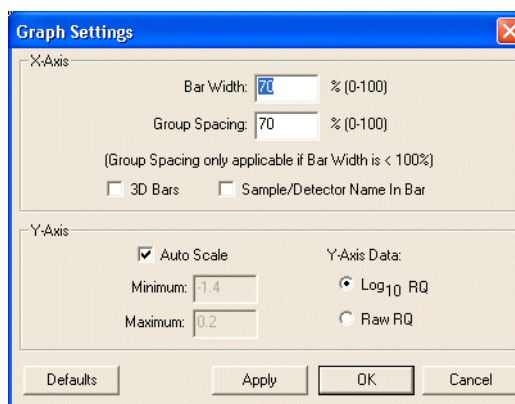 Graph Settings
X-Axis
Bar Width: 70 % (0-100)
Group Spacing: 70 % (0-100)
(Group Spacing only applicable if Bar Width is < 100%)
3D Bars Sample/Detector Name In Bar
Y-Axis
Auto Scale Y-Axis Data:
Minimum: -1.4 Log10 RQ
Maximum: 0.2 Raw RQ
Defaults Apply OK Cancel